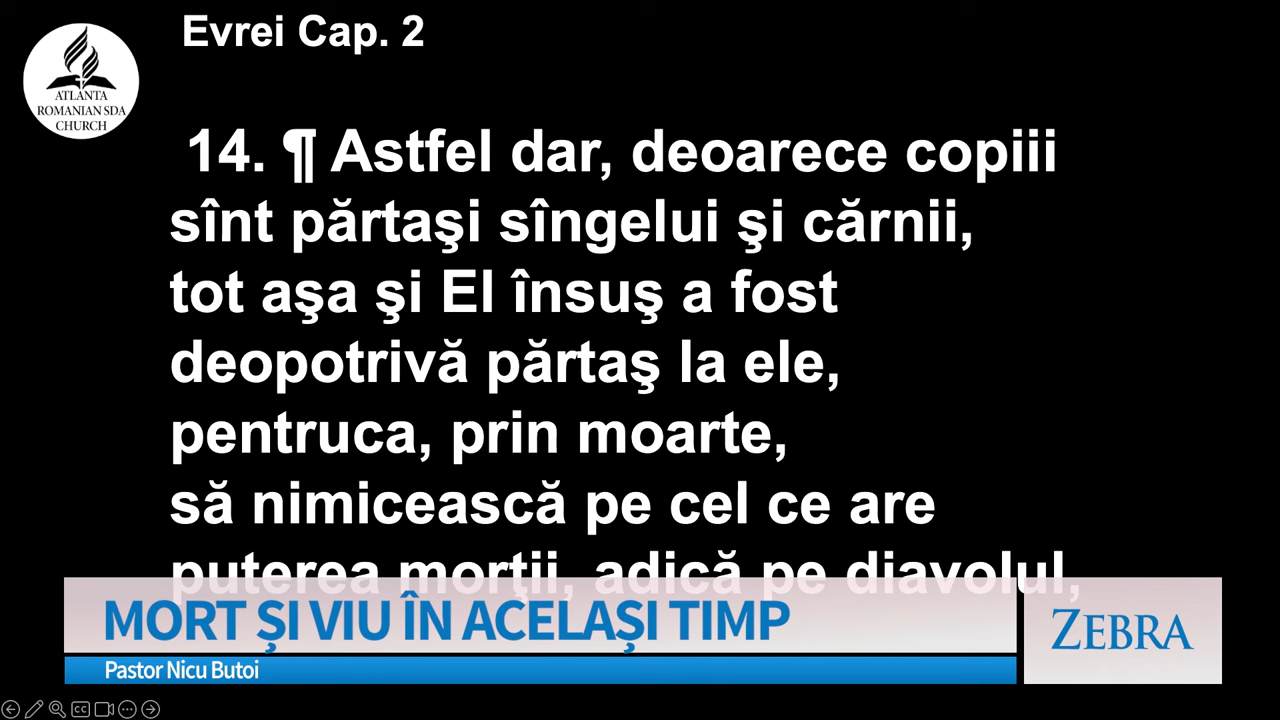 Evrei Cap. 2
ATLANTA
ROMANIAN SDA
CHURCH
14. ¶ Astfel dar, deoarece copiii
sînt părtaşi sîngelui şi cărnii,
tot aşa şi El însuş a fost
deopotrivă părtaş la ele,
pentruca, prin moarte,
să nimicească pe cel ce are
puterea morţii, adică pe diavolul,
MORT ȘI VIU ÎN ACELAȘI TIMP
ZEBRA
Pastor Nicu Butoi
CC